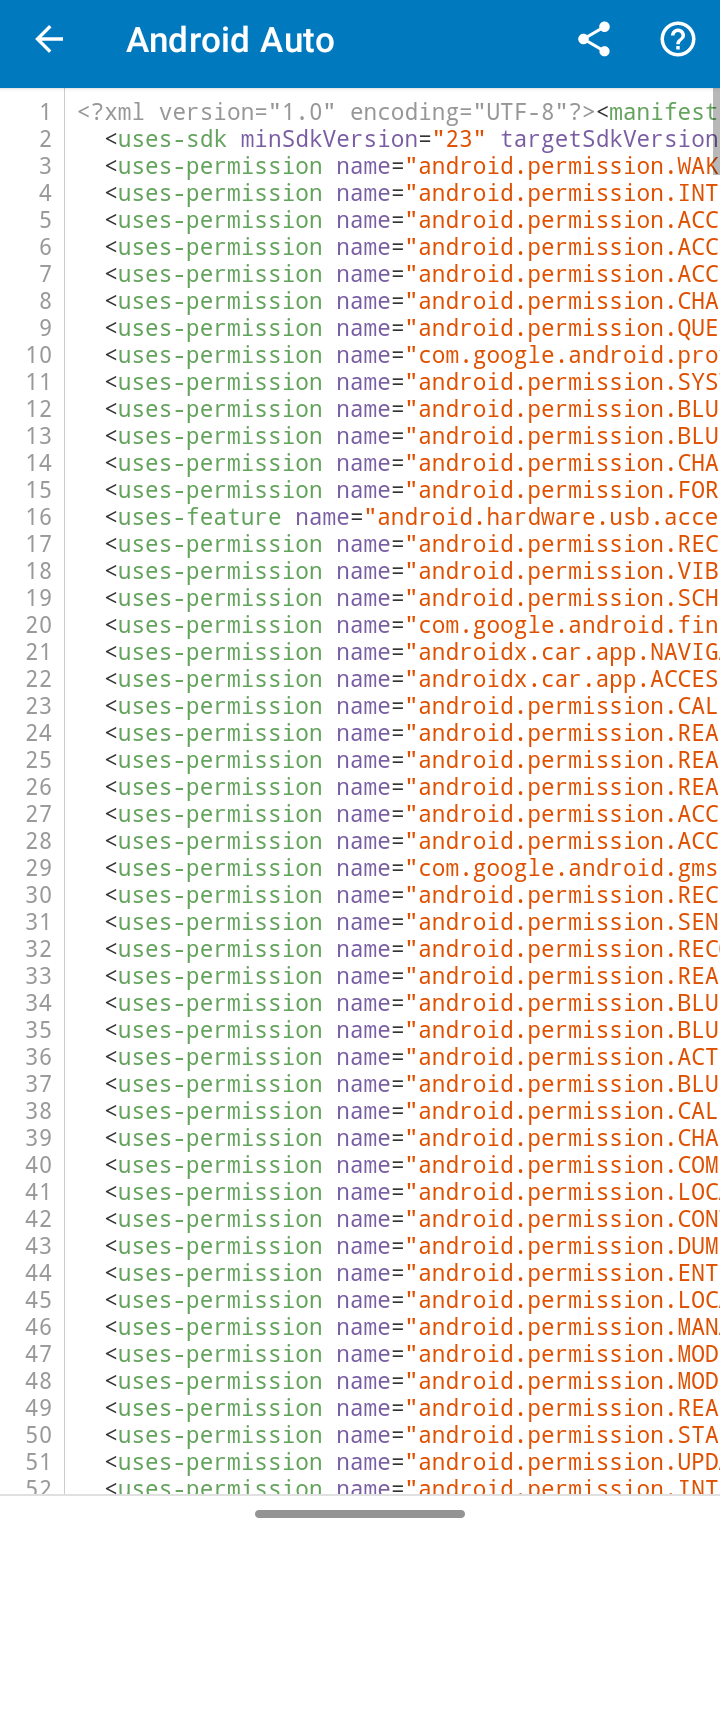 Android Auto
1 <?xml version="1.0" encoding="UTF-8"?><manifest
2 <uses-sdk minSdkVersion="23" targetSdkVersion
3 <uses-permission name="android.permission.WAK
4 <uses-permission name="android.permission.INT
5 <uses-permission name="android.permission.ACC
6 <uses-permission name="android.permission.ACC
7 <uses-permission name="android.permission.ACC
8 <uses-permission name="android.permission.CHA
9 <uses-permission name="android.permission.QUE
10 <uses-permission name="com.google.android.pro
11 <uses-permission name="android.permission.SYS
12 <uses-permission name="android.permission.BLU
13 <uses-permission name="android.permission.BLU
14 <uses-permission name="android.permission.CHA
15 <uses-permission name="android.permission.FOR
16 <uses-feature name="android.hardware.usb.acce
17 <uses-permission name="android.permission.REC
18 <uses-permission name="android.permission.VIB
19 <uses-permission name="android.permission.SCH
20 <uses-permission name="com.google.android.fin
21 <uses-permission name="androidx.car.app.NAVIG
22 <uses-permission name="androidx.car.app.ACCES
23 <uses-permission name="android.permission.CAL
24 <uses-permission name="android.permission.REA
25 <uses-permission name="android.permission.REA
26 <uses-permission name="android.permission.REA
27 <uses-permission name="android.permission.ACC
28 <uses-permission name="android.permission.ACC
29 <uses-permission name="com.google.android.gms
30 <uses-permission name="android.permission.REC
31 <uses-permission name="android.permission.SEN
32 <uses-permission name="android.permission.REC
33 <uses-permission name="android.permission.REA
34 <uses-permission name="android.permission.BLU
35 <uses-permission name="android.permission.BLU
36 <uses-permission name="android.permission.ACT
37 <uses-permission name="android.permission.BLU
38 <uses-permission name="android.permission.CAL
39 <uses-permission name="android.permission.CHA
40 <uses-permission name="android.permission.COM
41 <uses-permission name="android.permission.LOC
42 <uses-permission name="android.permission.CON
43 <uses-permission name="android.permission.DUM
44 <uses-permission name="android.permission.ENT
45 <uses-permission name="android.permission.LOC
46 <uses-permission name="android.permission.MAN
47 <uses-permission name="android.permission.MOD
48 <uses-permission name="android.permission.MOD
49 <uses-permission name="android.permission.REA
50 <uses-permission name="android.permission.STA
51 <uses-permission name="android.permission.UPD
52 <uses-permission name="android.permission.INT